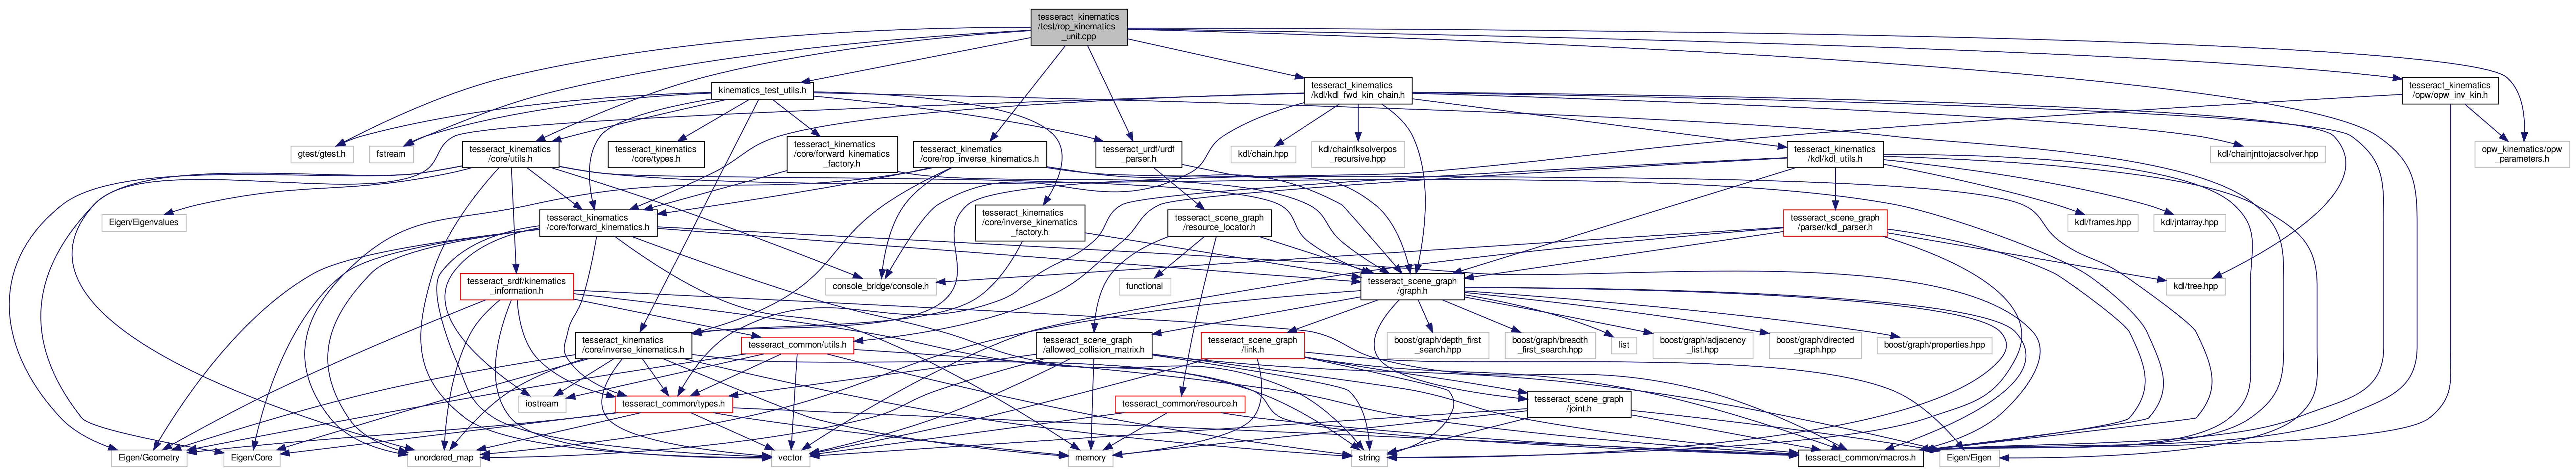 tesseract_kinematics
/test/rop_kinematics
_unit.cpp
kinematics_test_utils.h
tesseract_kinematics
/kdl/kdl_fwd_kin_chain.h
tesseract_kinematics
/opw/opw_inv_kin.h
gtest/gtest.h
fstream
tesseract_kinematics
/core/utils.h
tesseract_kinematics
/core/types.h
tesseract_kinematics
/core/forward_kinematics
_factory.h
tesseract_kinematics
/core/rop_inverse_kinematics.h
tesseract_urdf/urdf
_parser.h
kdl/chain.hpp
kdl/chainfksolverpos
_recursive.hpp
tesseract_kinematics
/kdl/kdl_utils.h
kdl/chainjnttojacsolver.hpp
opw_kinematics/opw
_parameters.h
Eigen/Eigenvalues
tesseract_kinematics
/core/forward_kinematics.h
tesseract_kinematics
/core/inverse_kinematics
_factory.h
tesseract_scene_graph
/resource_locator.h
tesseract_scene_graph
/parser/kdl_parser.h
kdl/frames.hpp
kdl/jntarray.hpp
tesseract_srdf/kinematics
_information.h
console_bridge/console.h
functional
tesseract_scene_graph
/graph.h
kdl/tree.hpp
tesseract_kinematics
/core/inverse_kinematics.h
tesseract_common/utils.h
tesseract_scene_graph
/allowed_collision_matrix.h
tesseract_scene_graph
/link.h
boost/graph/depth_first
_search.hpp
boost/graph/breadth
_first_search.hpp
list
boost/graph/adjacency
_list.hpp
boost/graph/directed
_graph.hpp
boost/graph/properties.hpp
iostream
tesseract_common/types.h
tesseract_common/resource.h
tesseract_scene_graph
/joint.h
Eigen/Geometry
Eigen/Core
unordered_map
vector
memory
string
tesseract_common/macros.h
Eigen/Eigen